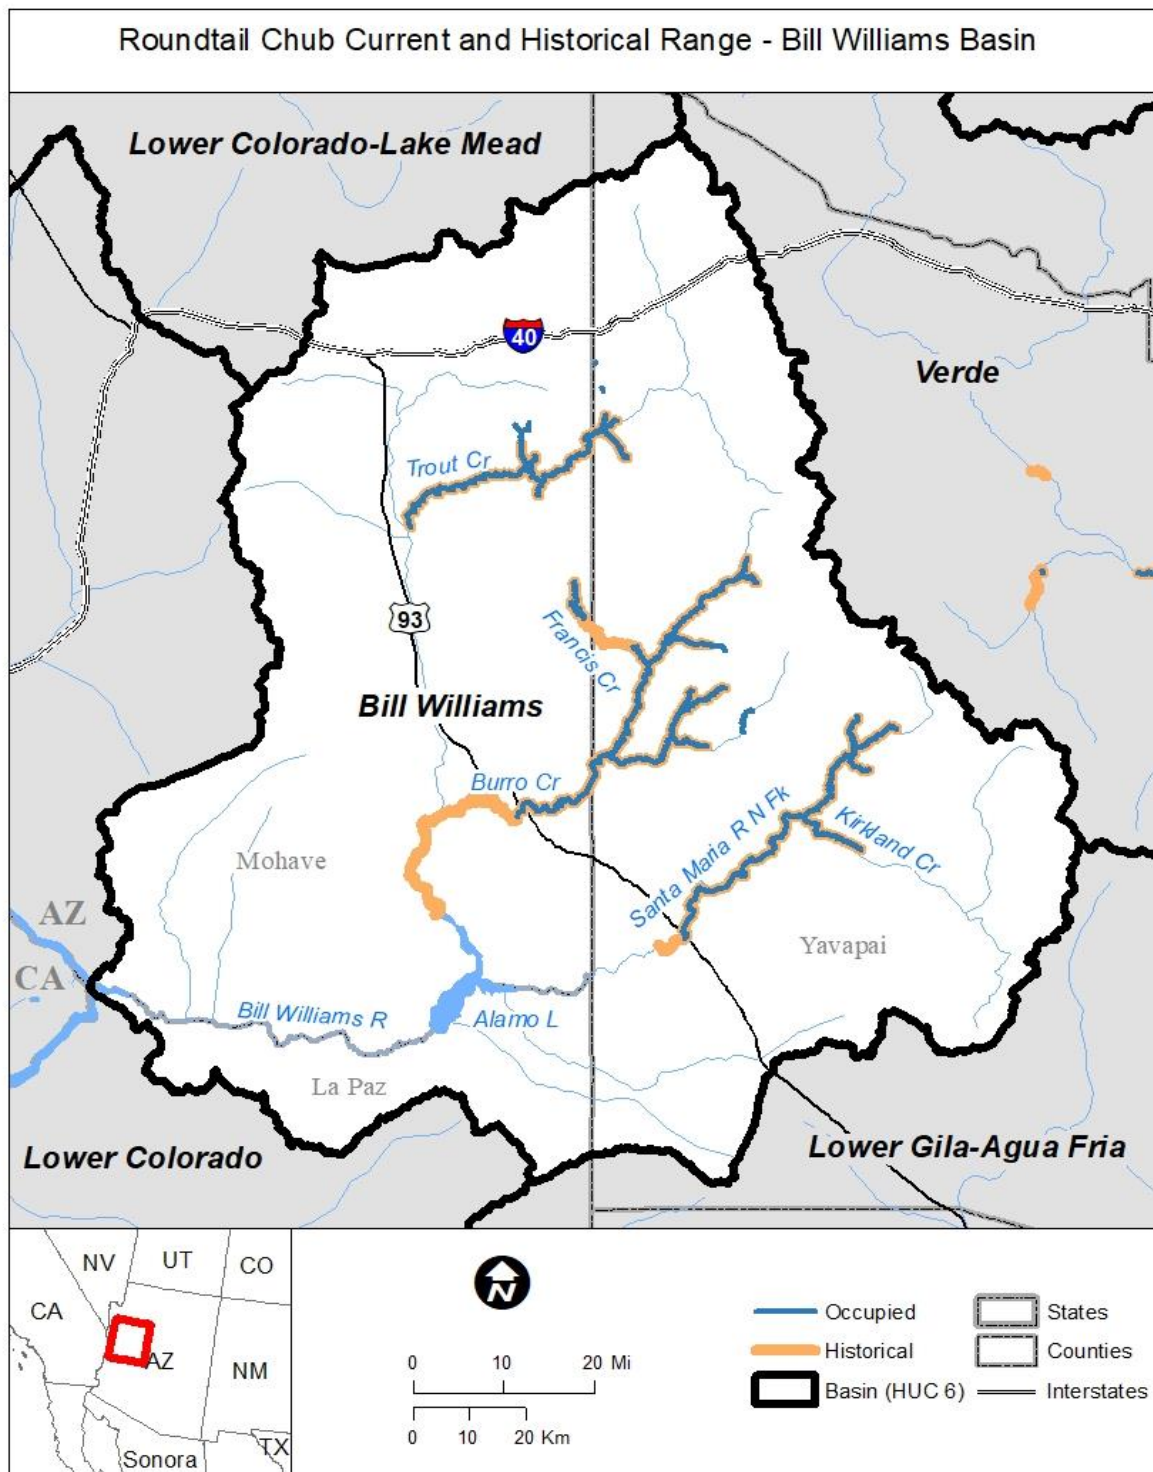 Roundtail Chub Current and Historical Range - Bill Williams Basin
Lower Colorado-Lake Mead
40
Verde
Trout Cr
93
Francis Cr
Bill Williams
Burro Cr
Santa Maria R N Fk
Kirkland Cr
Mohave
AZ
CA
Yavapai
Bill Williams R
Alamo L
La Paz
Lower Colorado
Lower Gila-Agua Fria
NV
UT
CO
CA
AZ
NM
TX
Sonora
N
0 10 20 Mi
0 10 20 Km
Occupied
Historical
Basin (HUC 6)
States
Counties
Interstates